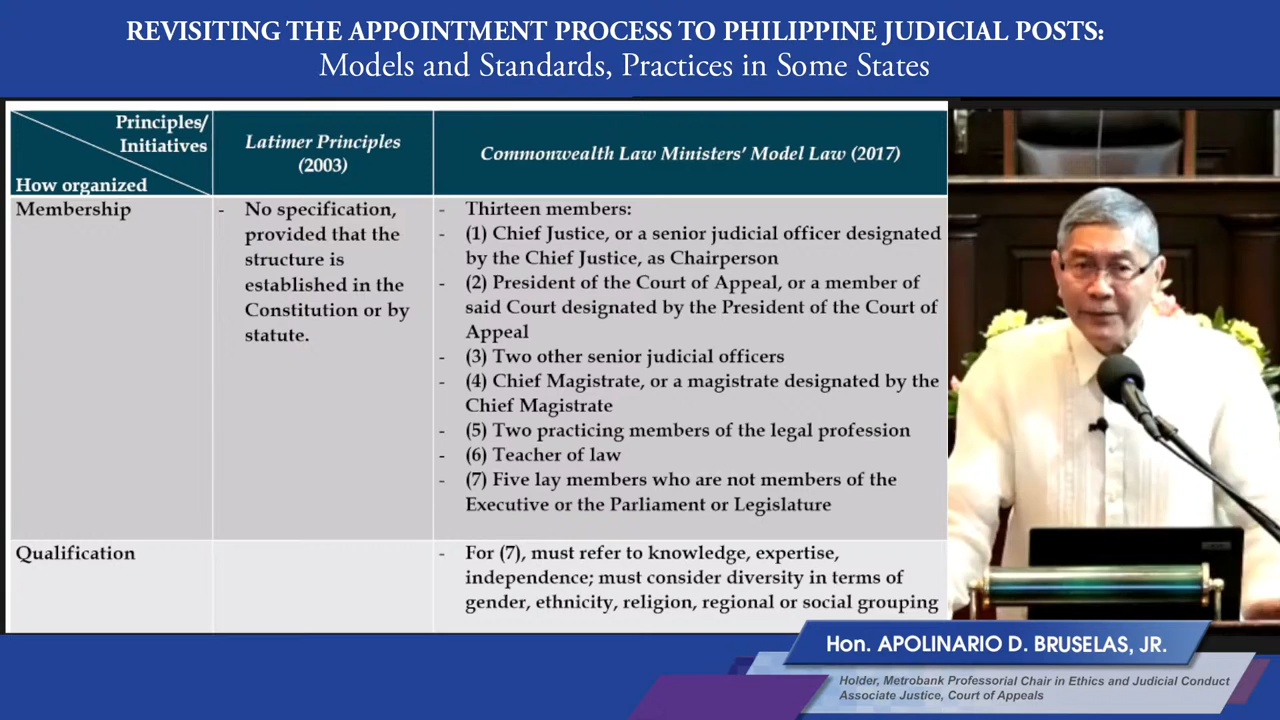 REVISITING THE APPOINTMENT PROCESS TO PHILIPPINE JUDICIAL POSTS:
Models and Standards, Practices in Some States
Principles/
Initiatives
How organized
Latimer Principles
(2003)
Commonwealth Law Ministers' Model Law (2017)
Membership
- No specification,
provided that the
structure is
established in the
Constitution or by
statute.
- Thirteen members:
- (1) Chief Justice, or a senior judicial officer designated
by the Chief Justice, as Chairperson
- (2) President of the Court of Appeal, or a member of
said Court designated by the President of the Court of
Appeal
- (3) Two other senior judicial officers
- (4) Chief Magistrate, or a magistrate designated by the
Chief Magistrate
- (5) Two practicing members of the legal profession
- (6) Teacher of law
- (7) Five lay members who are not members of the
Executive or the Parliament or Legislature
Qualification
- For (7), must refer to knowledge, expertise,
independence; must consider diversity in terms of
gender, ethnicity, religion, regional or social grouping
Hon. APOLINARIO D. BRUSELAS, JR.
Holder, Metrobank Professorial Chair in Ethics and Judicial Conduct
Associate Justice, Court of Appeals